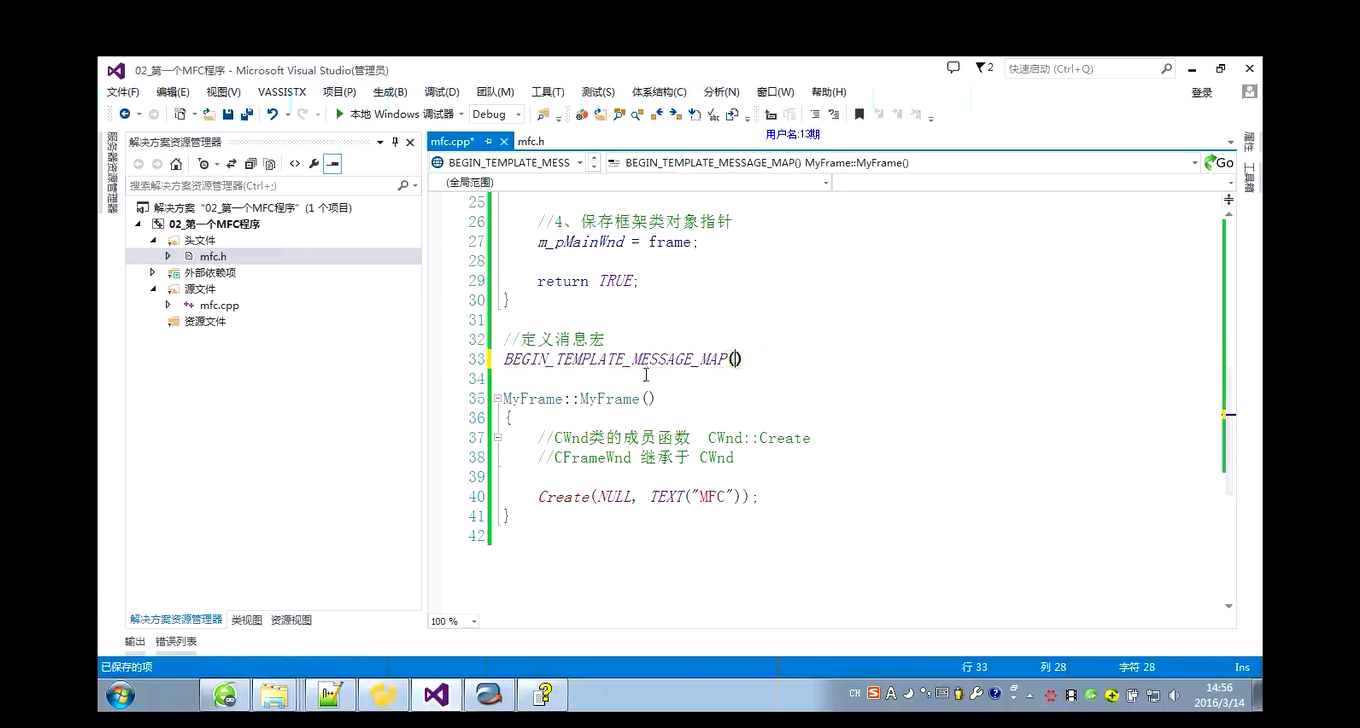 02_第一个MFC程序 - Microsoft Visual Studio(管理员)
2
快速启动 (Ctrl+Q)
文件(F) 编辑(E) 视图(V) VASSISTX 项目(P) 生成(B) 调试(D) 团队(M) 工具(T) 测试(S) 体系结构(C) 分析(N) 窗口(W) 帮助(H)
登录
本地 Windows 调试器 Debug
用户名:13期
服务器资源管理器
解决方案资源管理器
mfc.cpp* mfc.h
属性
工具箱
BEGIN_TEMPLATE_MESS BEGIN_TEMPLATE_MESSAGE_MAP() MyFrame::MyFrame()
Go
搜索解决方案资源管理器(Ctrl+;)
(全局范围)
解决方案 "02_第一个MFC程序" (1 个项目)
02_第一个MFC程序
头文件
mfc.h
外部依赖项
源文件
mfc.cpp
资源文件
25
26 //4、保存框架类对象指针
27 m_pMainWnd = frame;
28
29 return TRUE;
30 }
31
32 //定义消息宏
33 BEGIN_TEMPLATE_MESSAGE_MAP()
34
35 MyFrame::MyFrame()
36 {
37 //CWnd类的成员函数 CWnd::Create
38 //CFrameWnd 继承于 CWnd
39
40 Create(NULL, TEXT("MFC"));
41 }
42
100 %
解决方案资源管理器 类视图 资源视图
输出 错误列表
已保存的项 行 33 列 28 字符 28 Ins
CH
14:56
2016/3/14